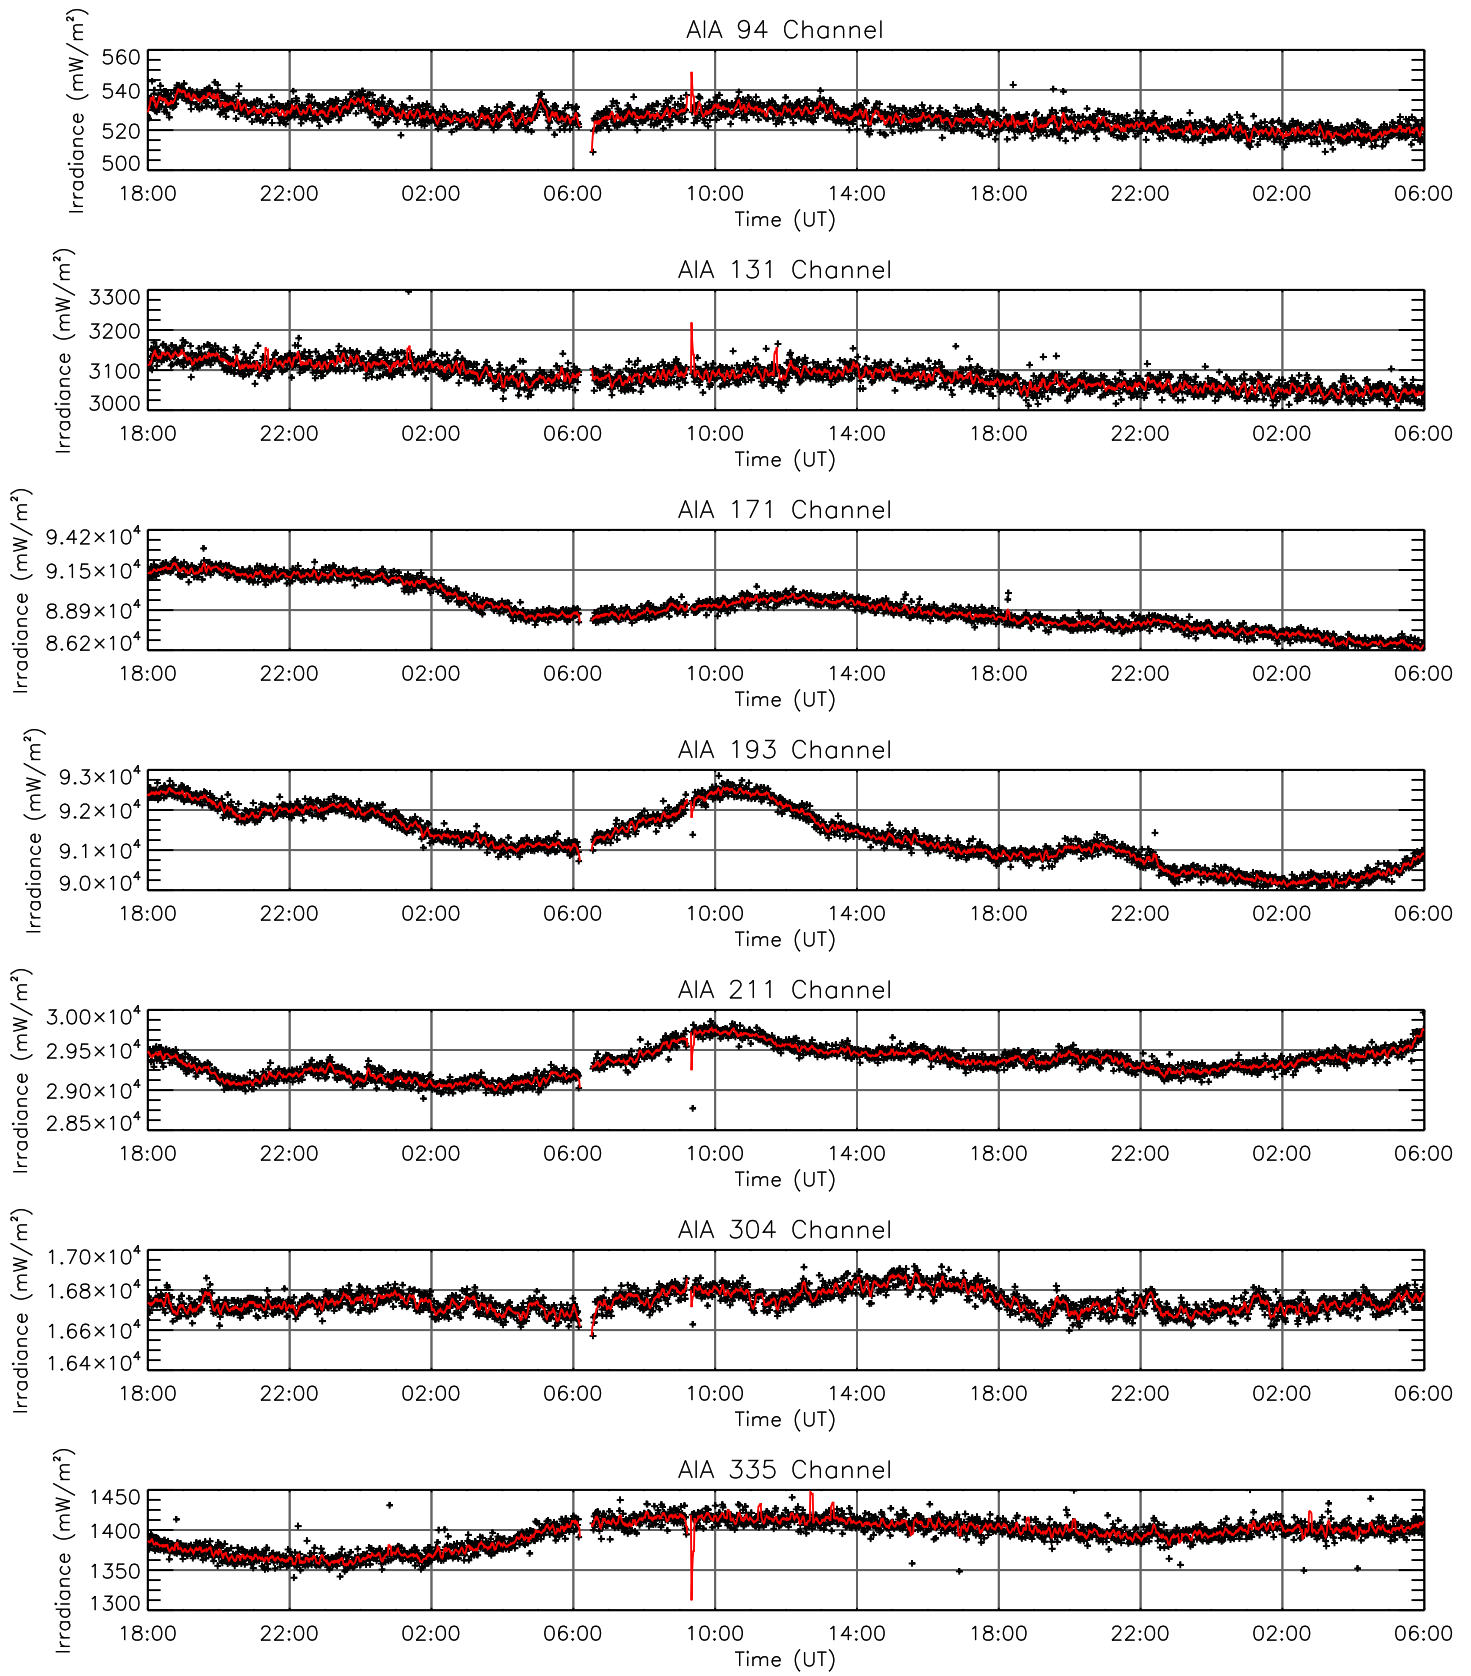 AIA 94 Channel
Irradiance (mW/m²)
560
540
520
500
18:00 22:00 02:00 06:00 10:00 14:00 18:00 22:00 02:00 06:00
Time (UT)
AIA 131 Channel
Irradiance (mW/m²)
3300
3200
3100
3000
18:00 22:00 02:00 06:00 10:00 14:00 18:00 22:00 02:00 06:00
Time (UT)
AIA 171 Channel
Irradiance (mW/m²)
9.42×10⁴
9.15×10⁴
8.89×10⁴
8.62×10⁴
18:00 22:00 02:00 06:00 10:00 14:00 18:00 22:00 02:00 06:00
Time (UT)
AIA 193 Channel
Irradiance (mW/m²)
9.3×10⁴
9.2×10⁴
9.1×10⁴
9.0×10⁴
18:00 22:00 02:00 06:00 10:00 14:00 18:00 22:00 02:00 06:00
Time (UT)
AIA 211 Channel
Irradiance (mW/m²)
3.00×10⁴
2.95×10⁴
2.90×10⁴
2.85×10⁴
18:00 22:00 02:00 06:00 10:00 14:00 18:00 22:00 02:00 06:00
Time (UT)
AIA 304 Channel
Irradiance (mW/m²)
1.70×10⁴
1.68×10⁴
1.66×10⁴
1.64×10⁴
18:00 22:00 02:00 06:00 10:00 14:00 18:00 22:00 02:00 06:00
Time (UT)
AIA 335 Channel
Irradiance (mW/m²)
1450
1400
1350
1300
18:00 22:00 02:00 06:00 10:00 14:00 18:00 22:00 02:00 06:00
Time (UT)